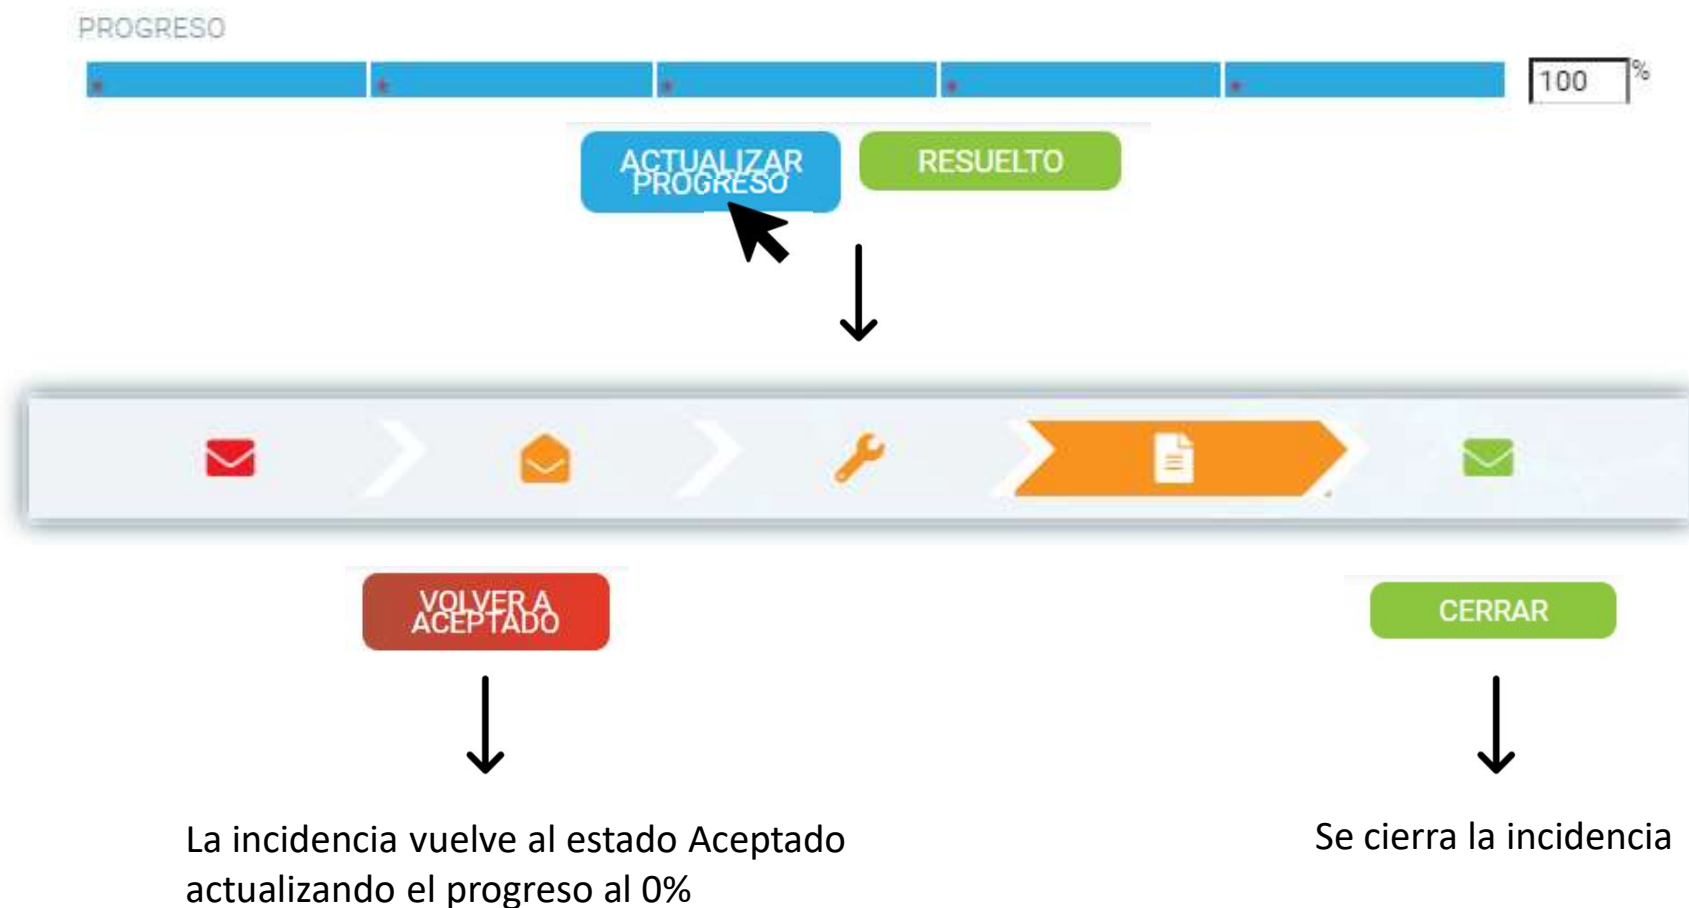 PROGRESO
100 %
ACTUALIZAR
PROGRESO
RESUELTO
VOLVER A
ACEPTADO
CERRAR
La incidencia vuelve al estado Aceptado
actualizando el progreso al 0%
Se cierra la incidencia